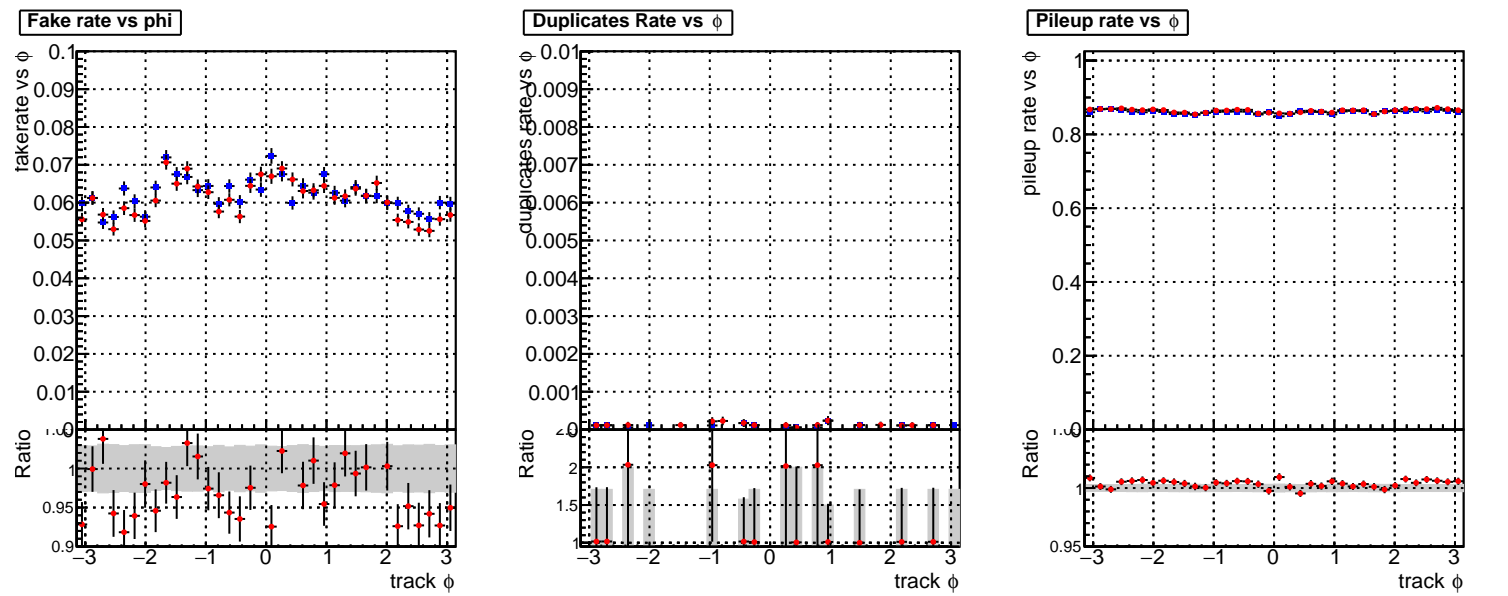 Fake rate vs phi
fakerate vs ϕ
0.1
0.09
0.08
0.07
0.06
0.05
0.04
0.03
0.02
0.01
0
Ratio
1
0.95
0.9
−3 −2 −1 0 1 2 3
track ϕ
Duplicates Rate vs ϕ
duplicates rate vs ϕ
0.01
0.009
0.008
0.007
0.006
0.005
0.004
0.003
0.002
0.001
0
Ratio
2
1.5
1
−3 −2 −1 0 1 2 3
track ϕ
Pileup rate vs ϕ
pileup rate vs ϕ
1
0.8
0.6
0.4
0.2
0
Ratio
1
0.95
−3 −2 −1 0 1 2 3
track ϕ